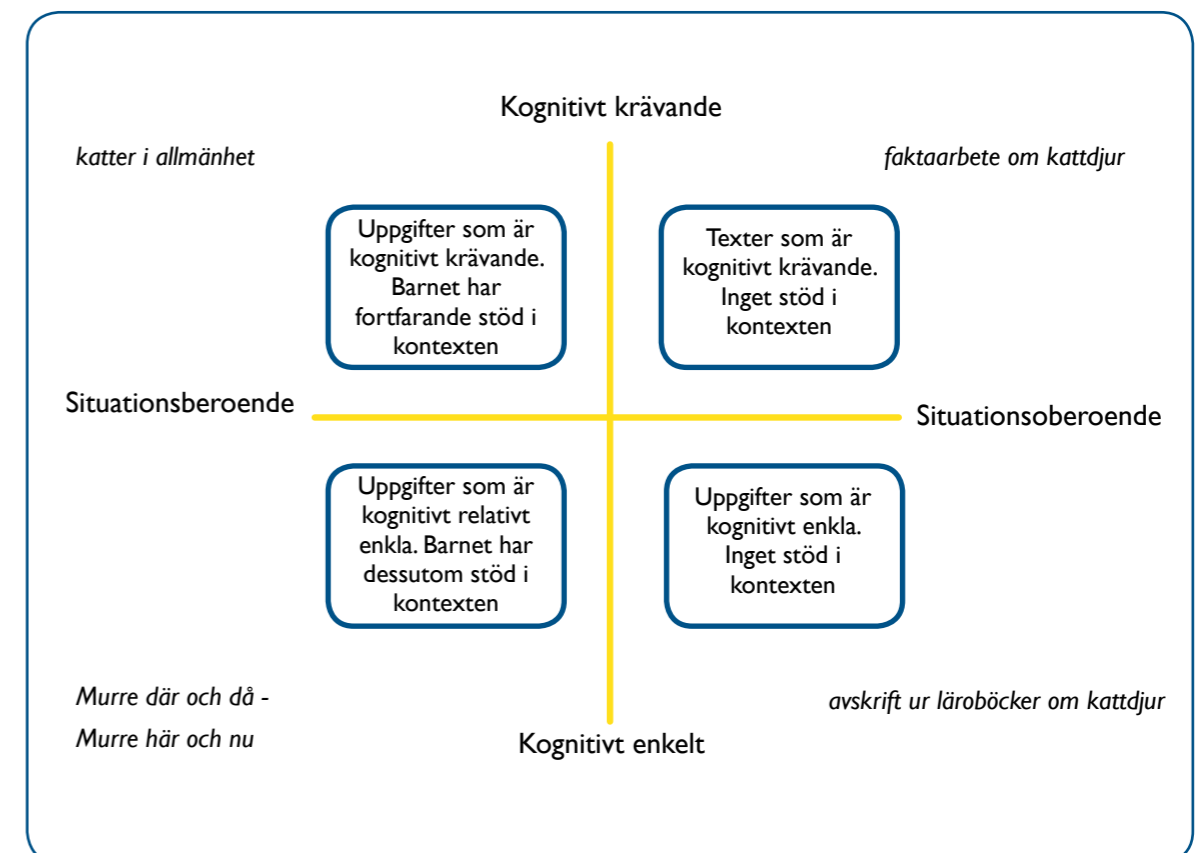 Kognitivt krävande
katter i allmänhet
faktaarbete om kattdjur
Uppgifter som är
kognitivt krävande.
Barnet har
fortfarande stöd i
kontexten
Texter som är
kognitivt krävande.
Inget stöd i
kontexten
Situationsberoende
Situationsoberoende
Uppgifter som är
kognitivt relativt
enkla. Barnet har
dessutom stöd i
kontexten
Uppgifter som är
kognitivt enkla.
Inget stöd i
kontexten
Murre där och då -
Murre här och nu
avskrift ur läroböcker om kattdjur
Kognitivt enkelt